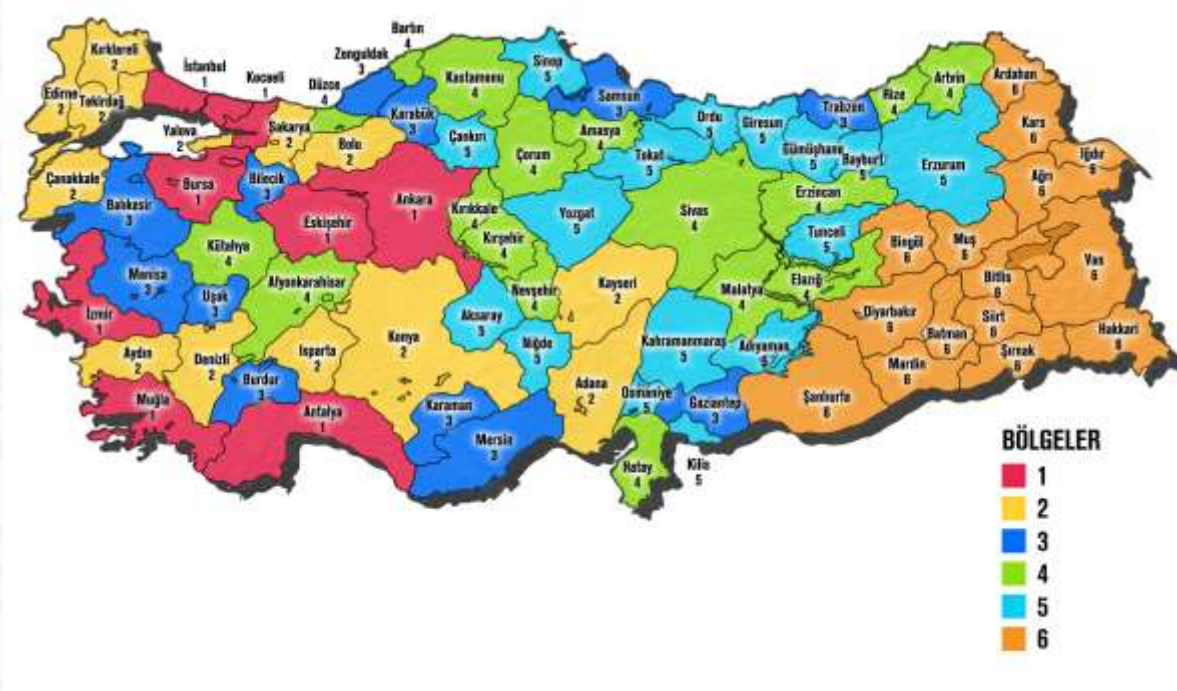 Bartın
4
Zonguldak
3
Kırklareli
2
İstanbul
1
Kocaeli
1
Düzce
4
Kastamonu
4
Sinop
5
Samsun
3
Artvin
4
Ardahan
6
Edirne
2
Tekirdağ
2
Yalova
2
Sakarya
2
Bolu
2
Karabük
3
Çankırı
5
Çorum
4
Amasya
4
Tokat
5
Ordu
5
Giresun
5
Trabzon
3
Rize
4
Gümüşhane
5
Bayburt
5
Erzurum
5
Kars
6
Iğdır
6
Ağrı
6
Çanakkale
2
Balıkesir
3
Bursa
1
Bilecik
3
Eskişehir
1
Ankara
1
Kırıkkale
4
Kırşehir
4
Yozgat
5
Sivas
4
Erzincan
4
Tunceli
5
Bingöl
6
Muş
6
Bitlis
6
Van
6
Kütahya
4
Manisa
3
Uşak
3
Afyonkarahisar
4
İzmir
1
Aydın
2
Denizli
2
Isparta
2
Konya
2
Aksaray
5
Nevşehir
4
Niğde
5
Kayseri
2
4
Malatya
4
Elazığ
4
Diyarbakır
6
Batman
6
Siirt
6
Hakkari
6
Şırnak
6
Mardin
6
Şanlıurfa
6
Kahramanmaraş
5
Adıyaman
5
Muğla
1
Burdur
3
Antalya
1
Karaman
3
Mersin
3
Adana
2
Osmaniye
5
Gaziantep
3
Hatay
4
Kilis
5
BÖLGELER
1
2
3
4
5
6